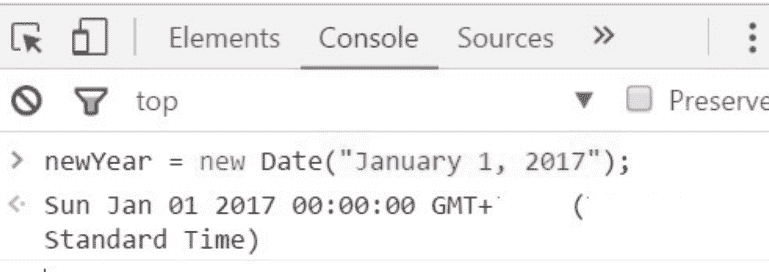 Elements Console Sources »
top ▼ Preserve
> newYear = new Date("January 1, 2017");
Sun Jan 01 2017 00:00:00 GMT+ (
Standard Time)